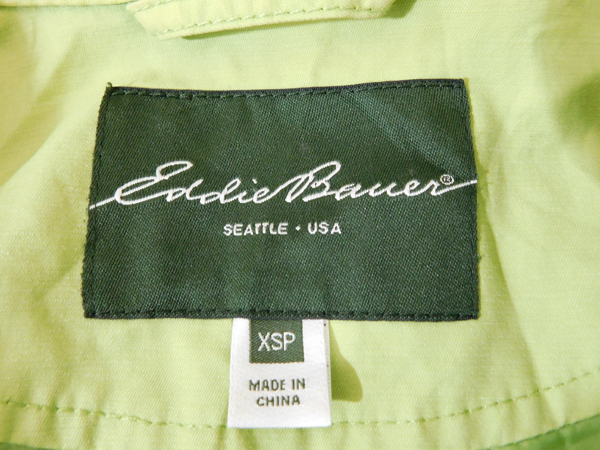 Eddie Bauer®
SEATTLE • USA
XSP
MADE IN
CHINA